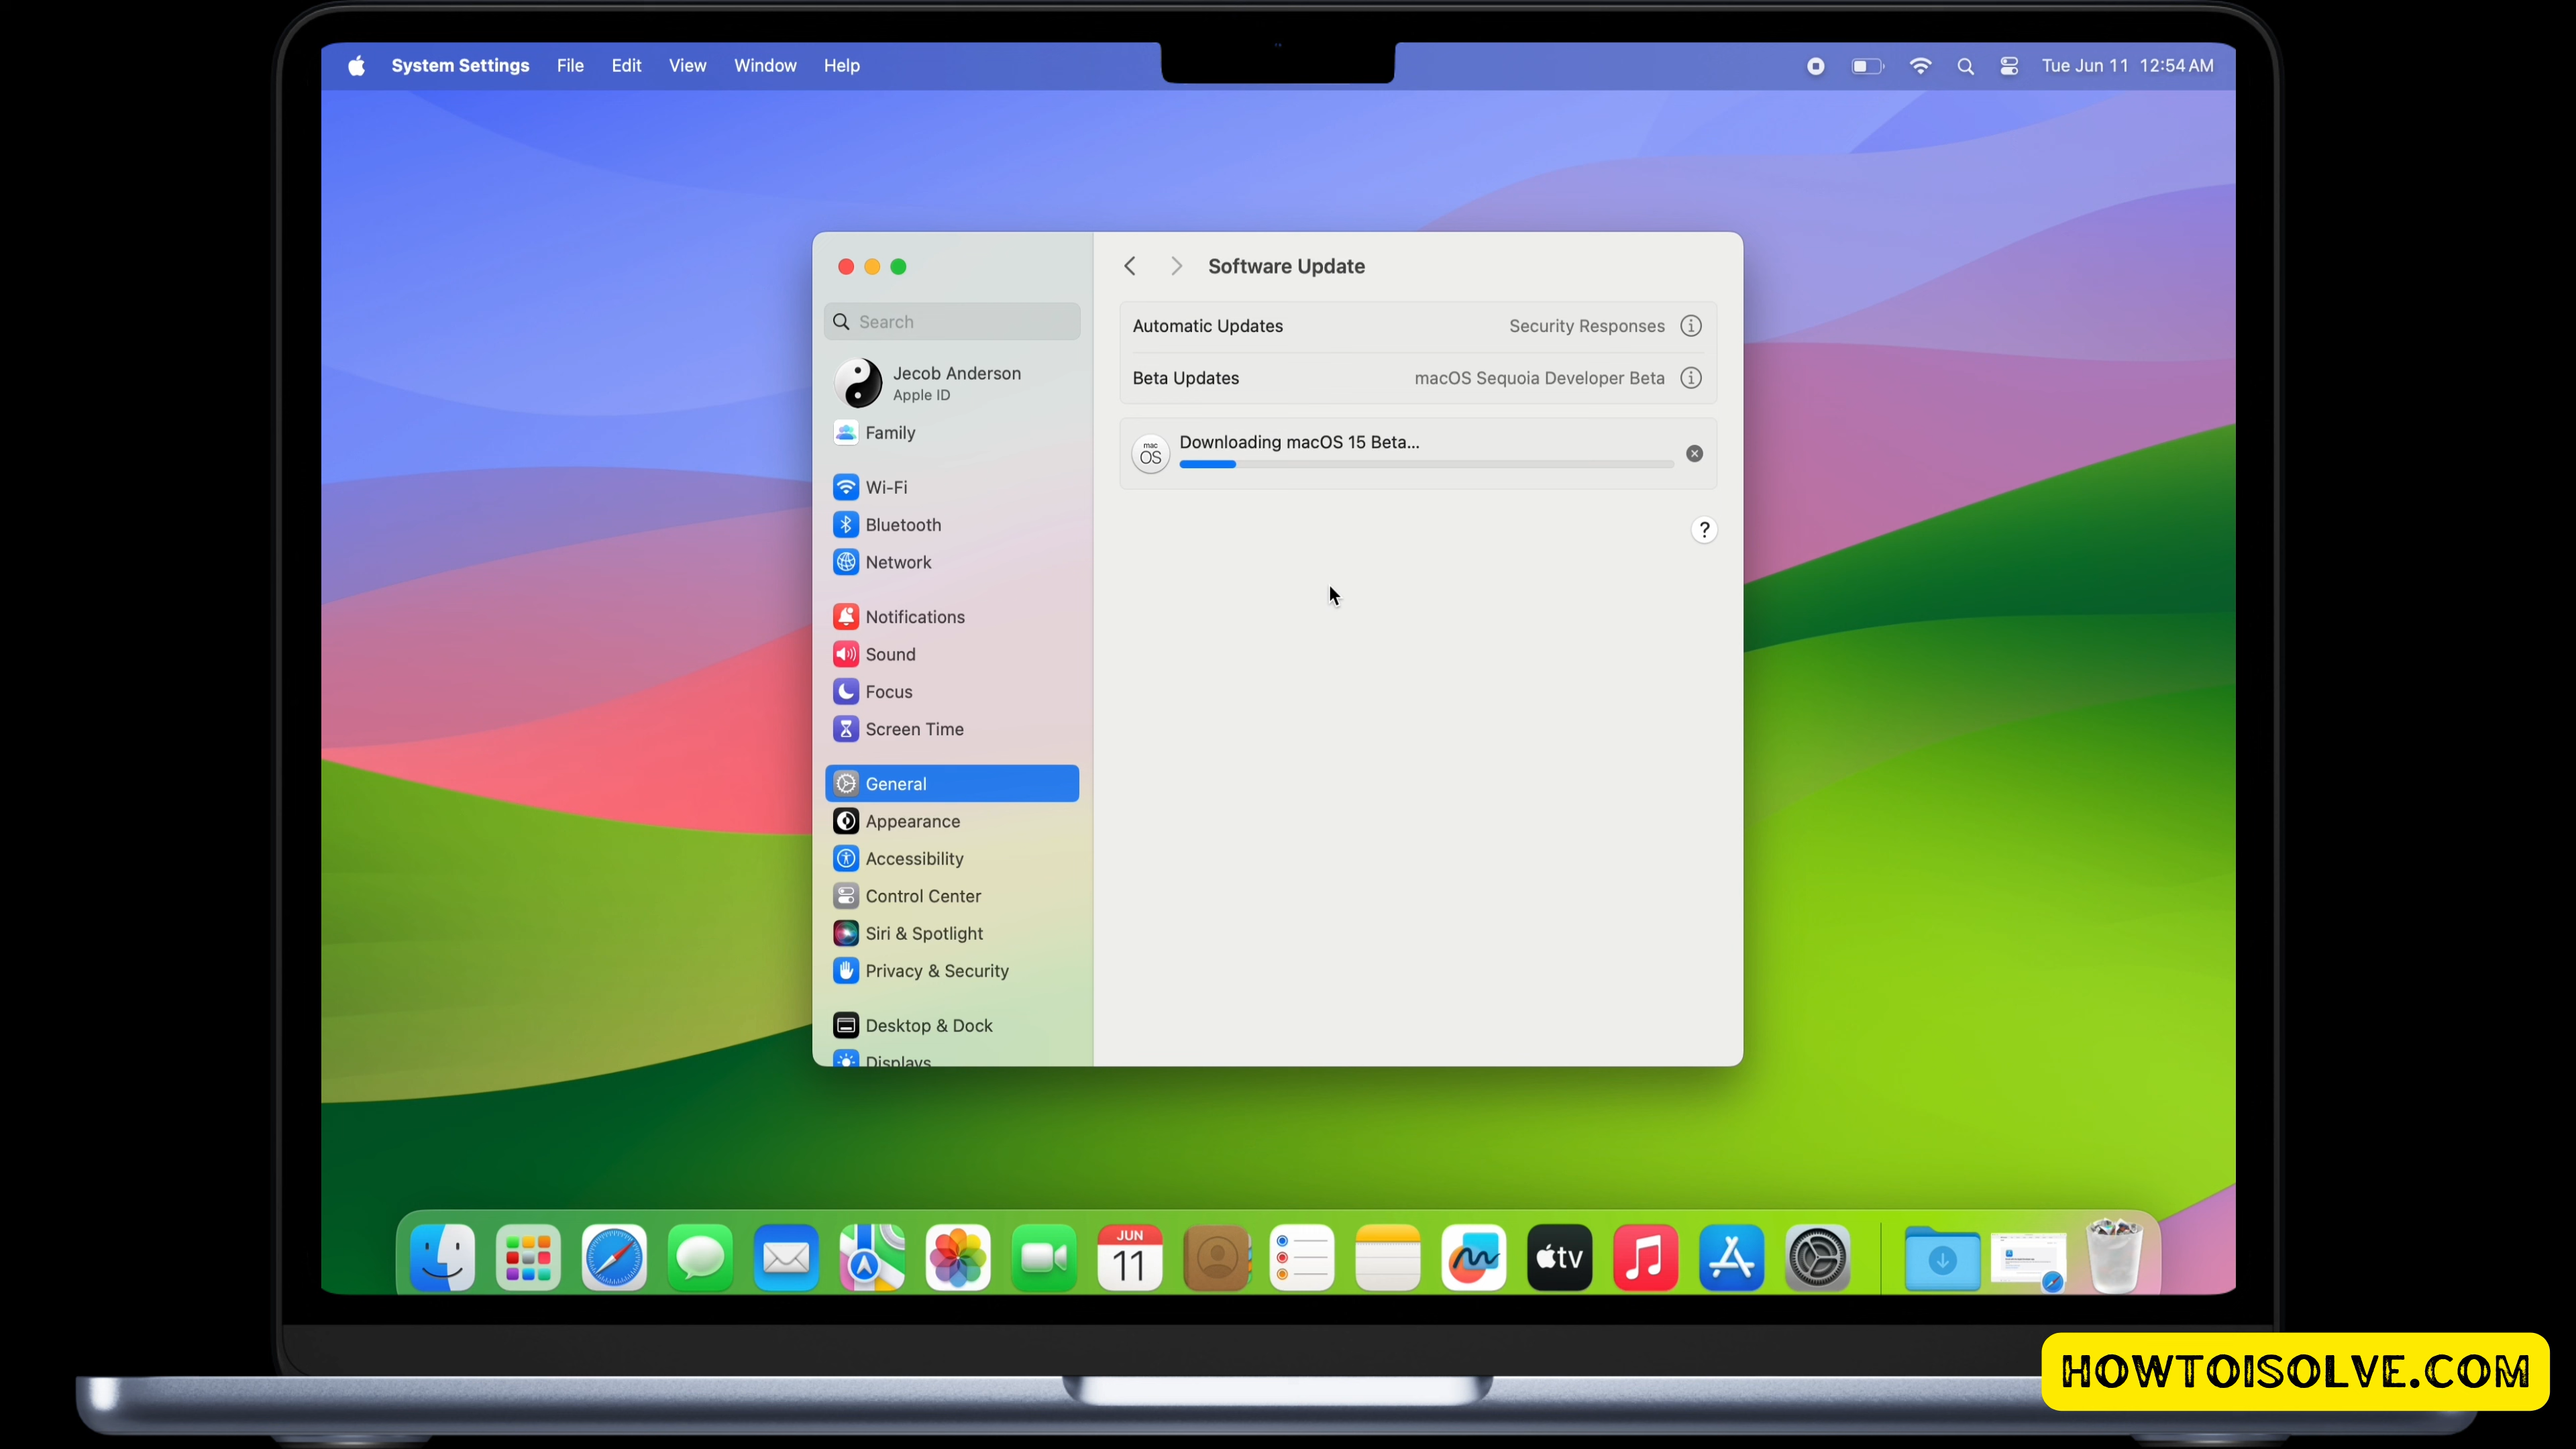 System Settings File Edit View Window Help Tue Jun 11 12:54 AM
Software Update
Search
Automatic Updates Security Responses
Beta Updates macOS Sequoia Developer Beta
Jecob Anderson
Apple ID
Family
mac
OS
Downloading macOS 15 Beta...
?
Wi-Fi
Bluetooth
Network
Notifications
Sound
Focus
Screen Time
General
Appearance
Accessibility
Control Center
Siri & Spotlight
Privacy & Security
Desktop & Dock
Displays
JUN
11
tv
HOWTOISOLVE.COM